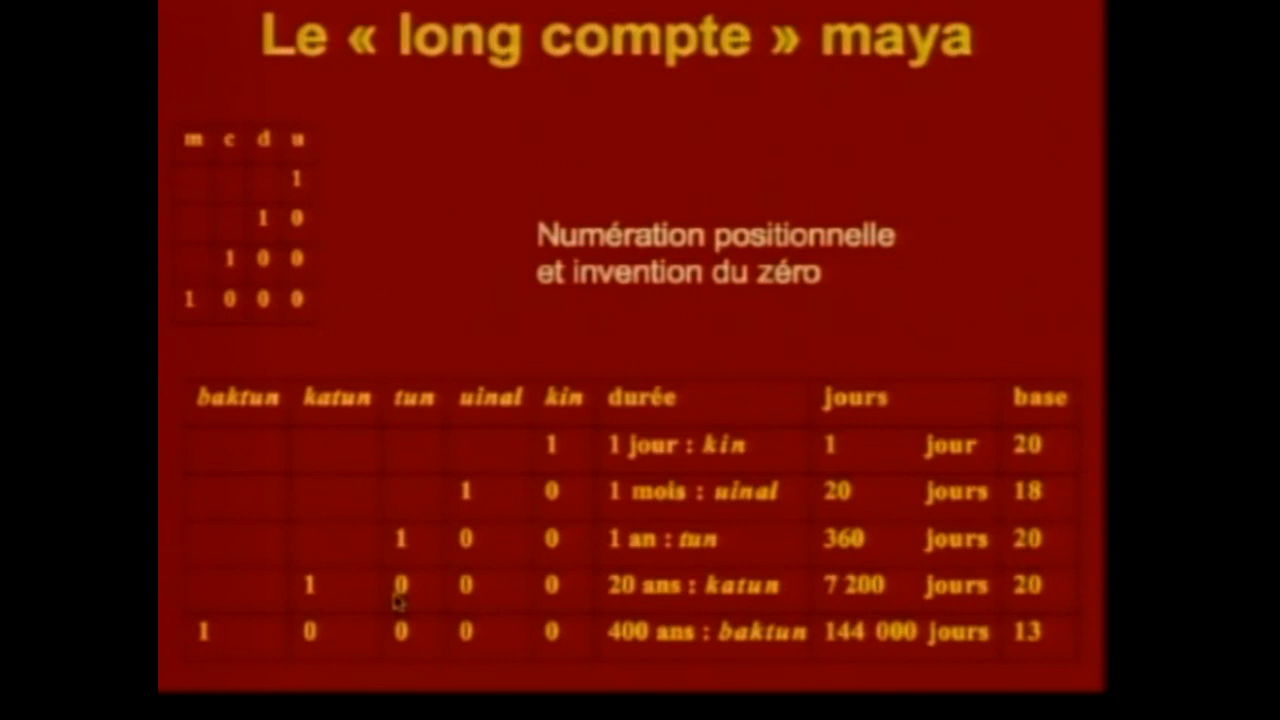 Le « long compte » maya
m c d u
1
1 0
1 0 0
1 0 0 0
Numération positionnelle
et invention du zéro
baktun katun tun uinal kin durée jours base
1 1 jour : kin 1 jour 20
1 0 1 mois : uinal 20 jours 18
1 0 0 1 an : tun 360 jours 20
1 0 0 0 20 ans : katun 7 200 jours 20
1 0 0 0 0 400 ans : baktun 144 000 jours 13